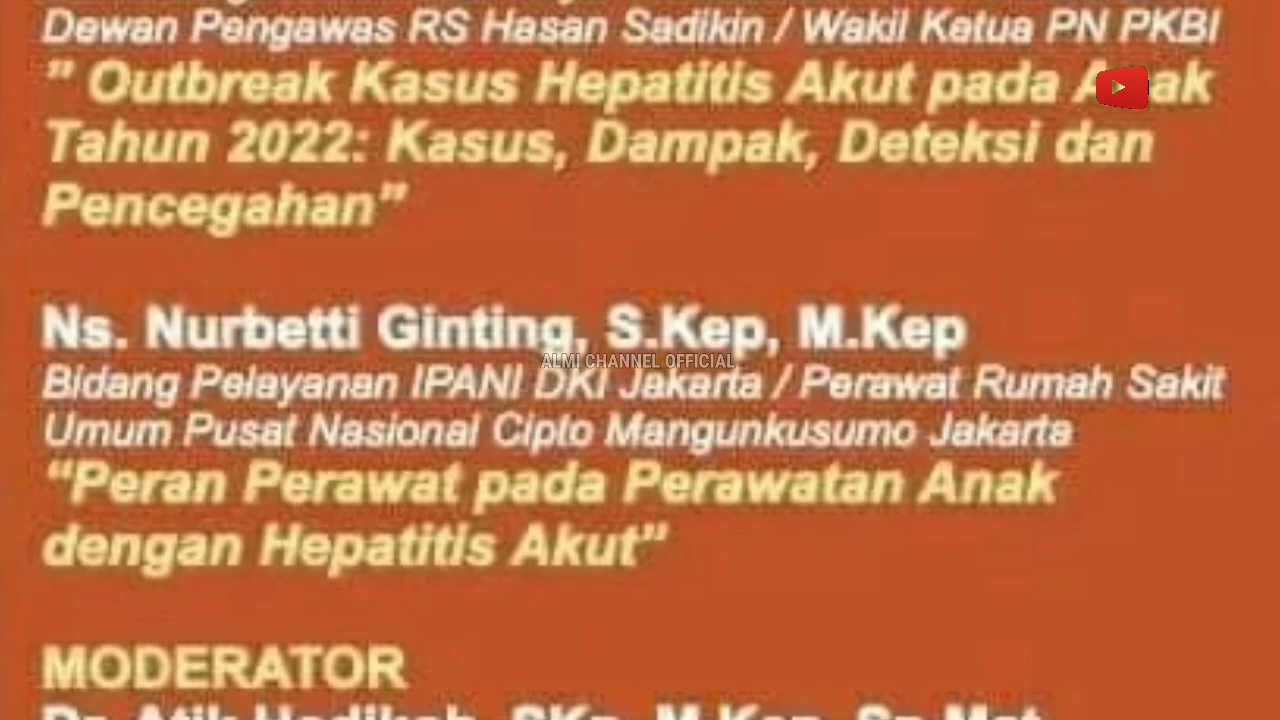 Dewan Pengawas RS Hasan Sadikin / Wakil Ketua PN PKBI
” Outbreak Kasus Hepatitis Akut pada Anak
Tahun 2022: Kasus, Dampak, Deteksi dan
Pencegahan”
Ns. Nurbetti Ginting, S.Kep, M.Kep
ALMI CHANNEL OFFICIAL
Bidang Pelayanan IPANI DKI Jakarta / Perawat Rumah Sakit
Umum Pusat Nasional Cipto Mangunkusumo Jakarta
“Peran Perawat pada Perawatan Anak
dengan Hepatitis Akut”
MODERATOR